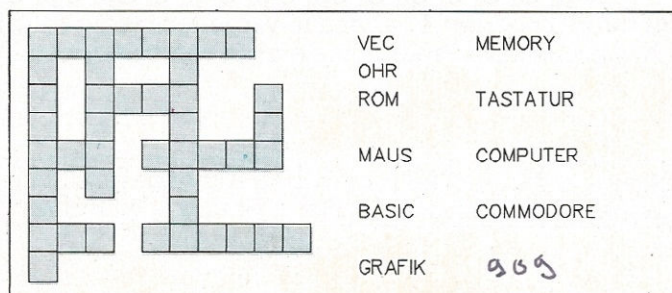 VEC MEMORY
OHR
ROM TASTATUR
MAUS COMPUTER
BASIC COMMODORE
GRAFIK